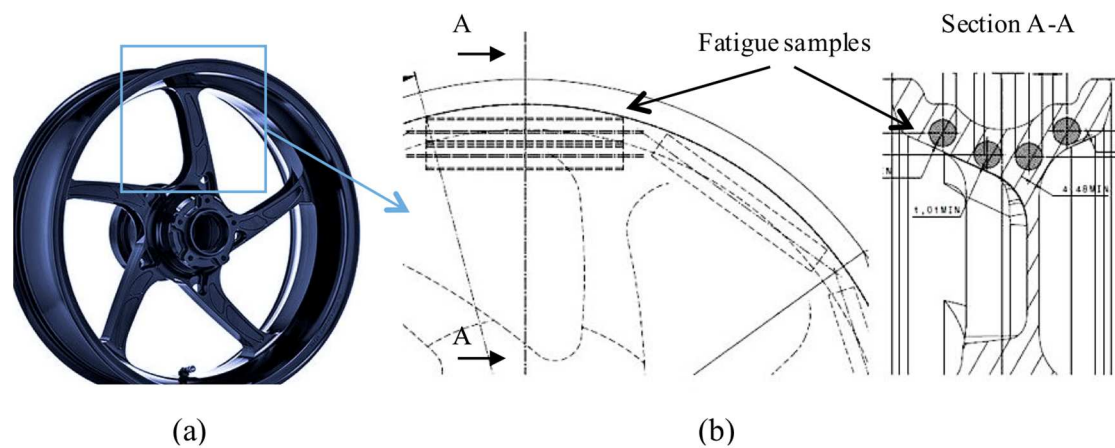 A
Fatigue samples
Section A-A
1,01MIN
4.48MIN
A
(a)
(b)